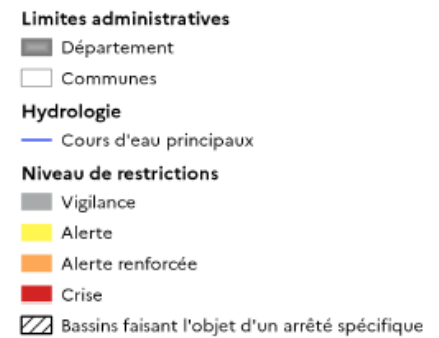 Limites administratives
Département
Communes
Hydrologie
Cours d'eau principaux
Niveau de restrictions
Vigilance
Alerte
Alerte renforcée
Crise
Bassins faisant l'objet d'un arrêté spécifique